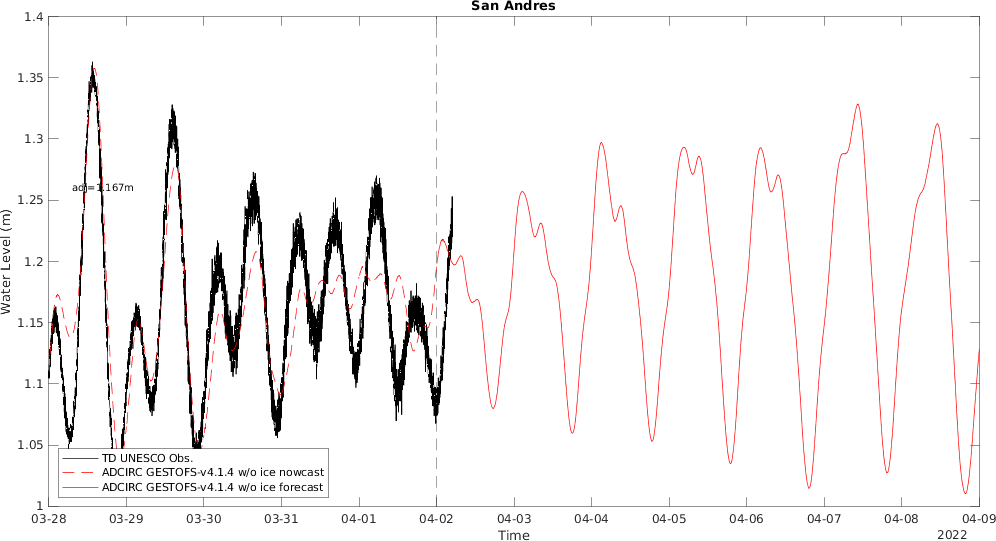 San Andres
1.4
1.35
1.3
1.25
1.2
1.15
1.1
1.05
1
Water Level (m)
adj=1.167m
TD UNESCO Obs.
ADCIRC GESTOFS-v4.1.4 w/o ice nowcast
ADCIRC GESTOFS-v4.1.4 w/o ice forecast
03-28 03-29 03-30 03-31 04-01 04-02 04-03 04-04 04-05 04-06 04-07 04-08 04-09
Time
2022